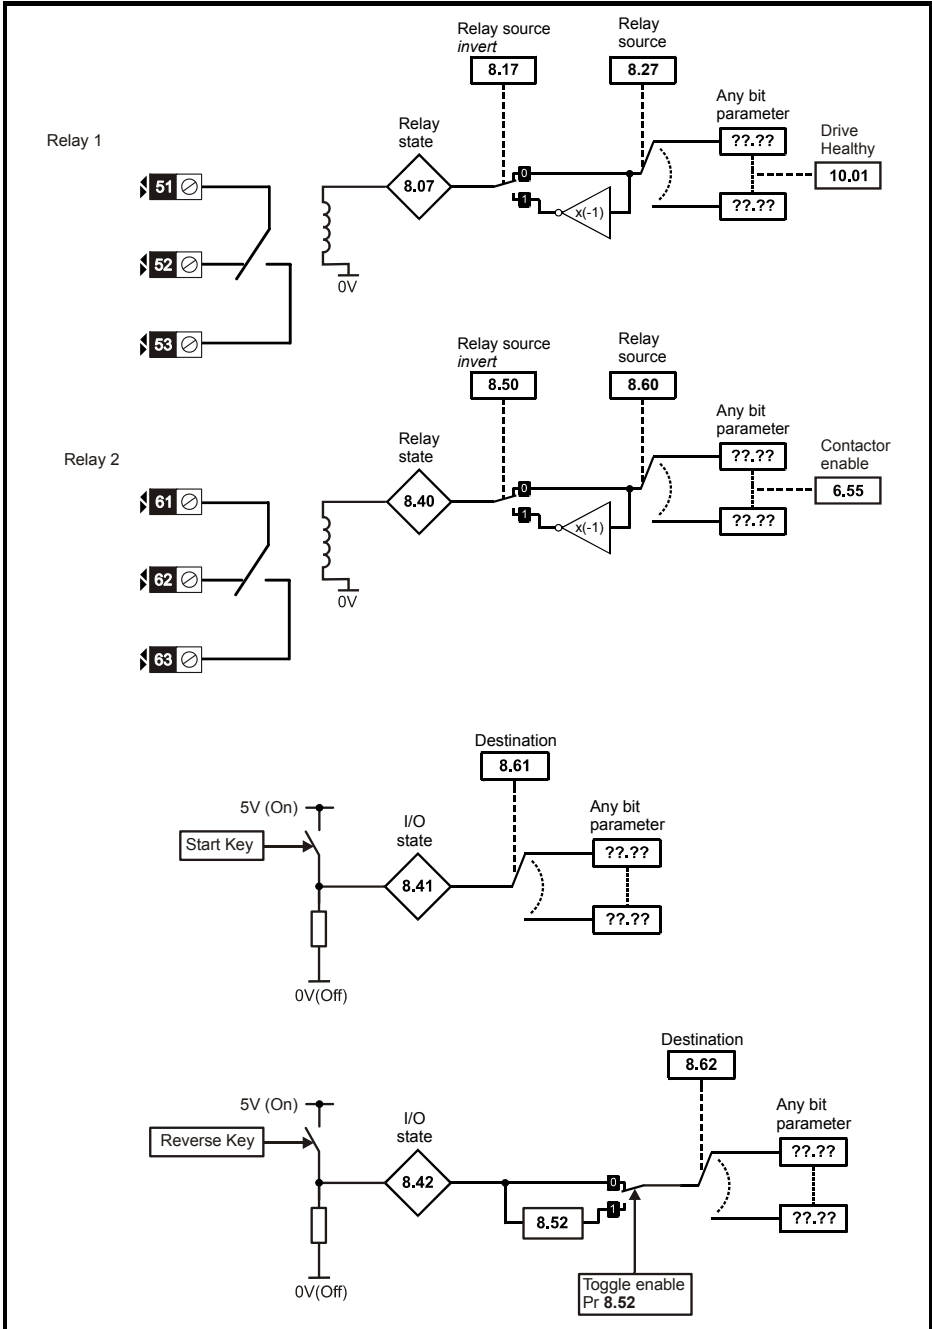 Relay 1
Relay source
invert
8.17
Relay
source
8.27
Any bit
parameter
??.??
??.??
Drive
Healthy
10.01
Relay
state
8.07
0
1
x(-1)
51
52
53
0V
Relay 2
Relay source
invert
8.50
Relay
source
8.60
Any bit
parameter
??.??
??.??
Contactor
enable
6.55
Relay
state
8.40
0
1
x(-1)
61
62
63
0V
Destination
8.61
5V (On)
Start Key
I/O
state
8.41
Any bit
parameter
??.??
??.??
0V(Off)
Destination
8.62
5V (On)
Reverse Key
I/O
state
8.42
Any bit
parameter
??.??
??.??
0
1
8.52
0V(Off)
Toggle enable
Pr 8.52